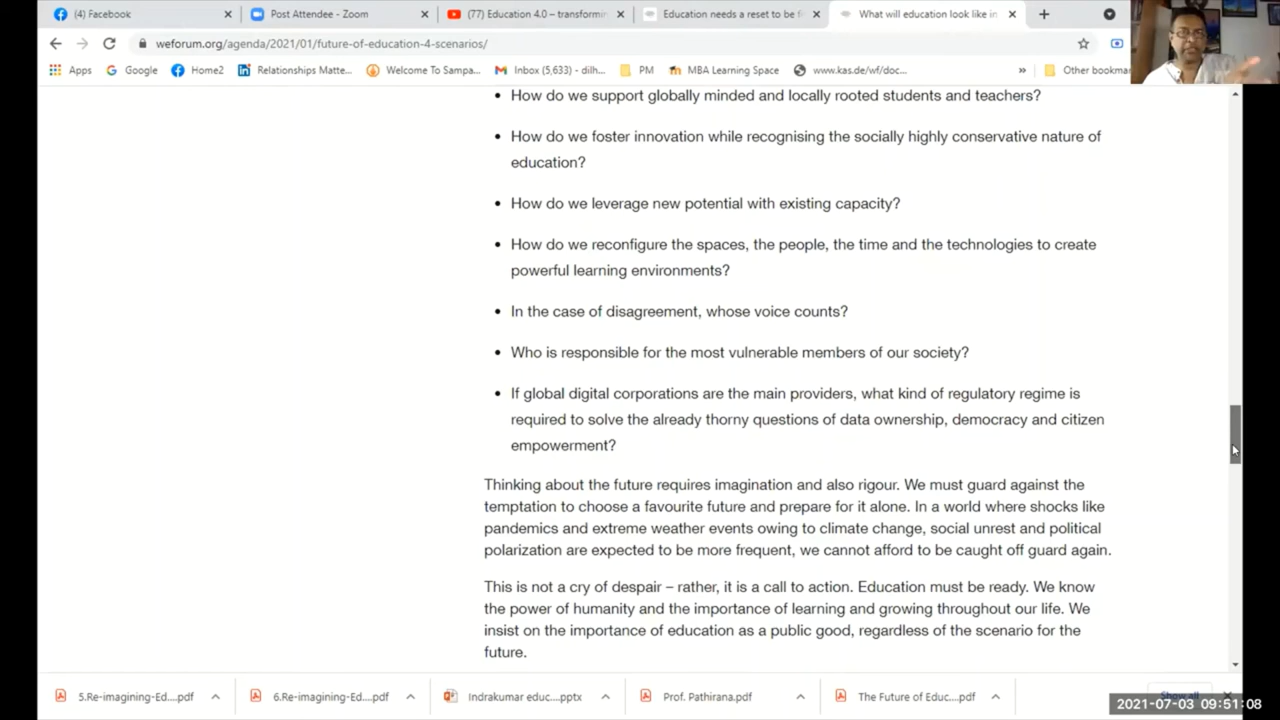 (4) Facebook
Post Attendee - Zoom
(77) Education 4.0 – transformin
Education needs a reset to be f
What will education look like in
weforum.org/agenda/2021/01/future-of-education-4-scenarios/
Apps
Google
Home2
Relationships Matte...
Welcome To Sampa...
Inbox (5,633) - dilh...
PM
MBA Learning Space
www.kas.de/wf/doc...
»
Other bookmar
• How do we support globally minded and locally rooted students and teachers?
• How do we foster innovation while recognising the socially highly conservative nature of
education?
• How do we leverage new potential with existing capacity?
• How do we reconfigure the spaces, the people, the time and the technologies to create
powerful learning environments?
• In the case of disagreement, whose voice counts?
• Who is responsible for the most vulnerable members of our society?
• If global digital corporations are the main providers, what kind of regulatory regime is
required to solve the already thorny questions of data ownership, democracy and citizen
empowerment?
Thinking about the future requires imagination and also rigour. We must guard against the
temptation to choose a favourite future and prepare for it alone. In a world where shocks like
pandemics and extreme weather events owing to climate change, social unrest and political
polarization are expected to be more frequent, we cannot afford to be caught off guard again.
This is not a cry of despair – rather, it is a call to action. Education must be ready. We know
the power of humanity and the importance of learning and growing throughout our life. We
insist on the importance of education as a public good, regardless of the scenario for the
future.
5.Re-imagining-Ed....pdf
6.Re-imagining-Ed....pdf
Indrakumar educ....pptx
Prof. Pathirana.pdf
The Future of Educ....pdf
Show all
2021-07-03 09:51:08